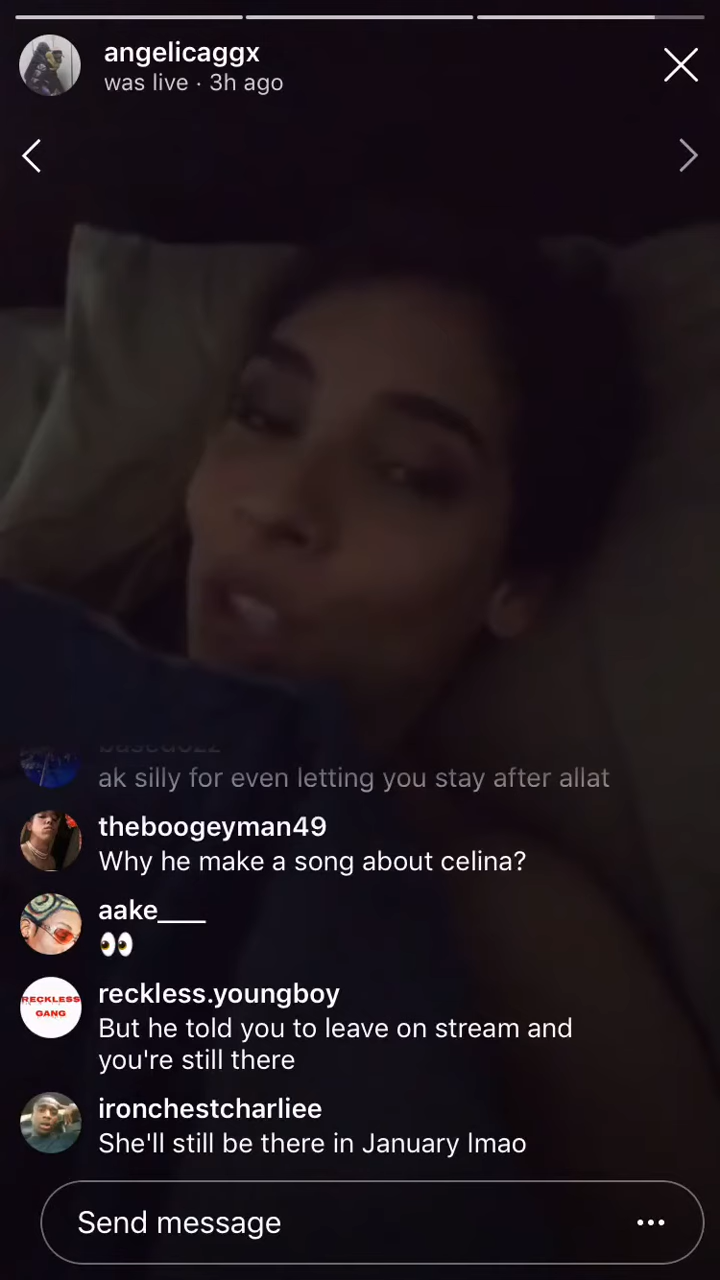 angelicaggx
was live · 3h ago
ak silly for even letting you stay after allat
theboogeyman49
Why he make a song about celina?
aake____
👀
RECKLESS
GANG
reckless.youngboy
But he told you to leave on stream and
you're still there
ironchestcharliee
She'll still be there in January lmao
Send message